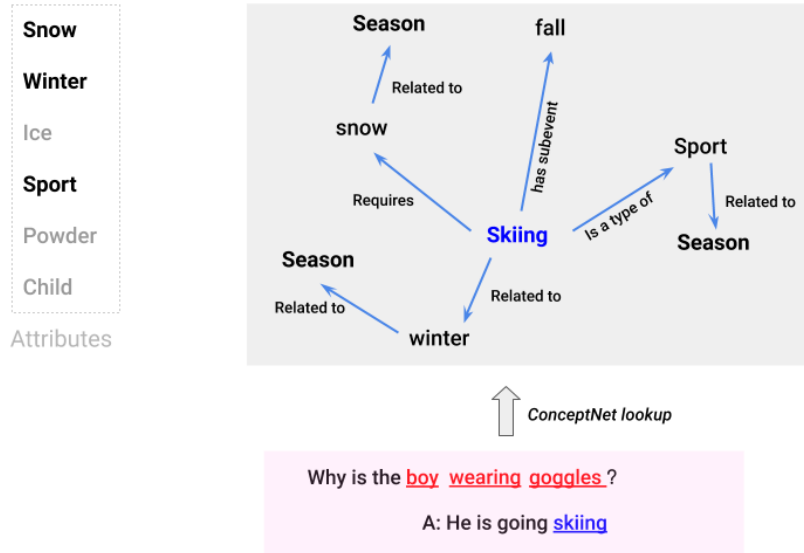 Snow
Winter
Ice
Sport
Powder
Child
Attributes
Season
fall
Related to
snow
has subevent
Sport
Requires
Is a type of
Related to
Skiing
Season
Season
Related to
Related to
winter
ConceptNet lookup
Why is the boy wearing goggles ?
A: He is going skiing